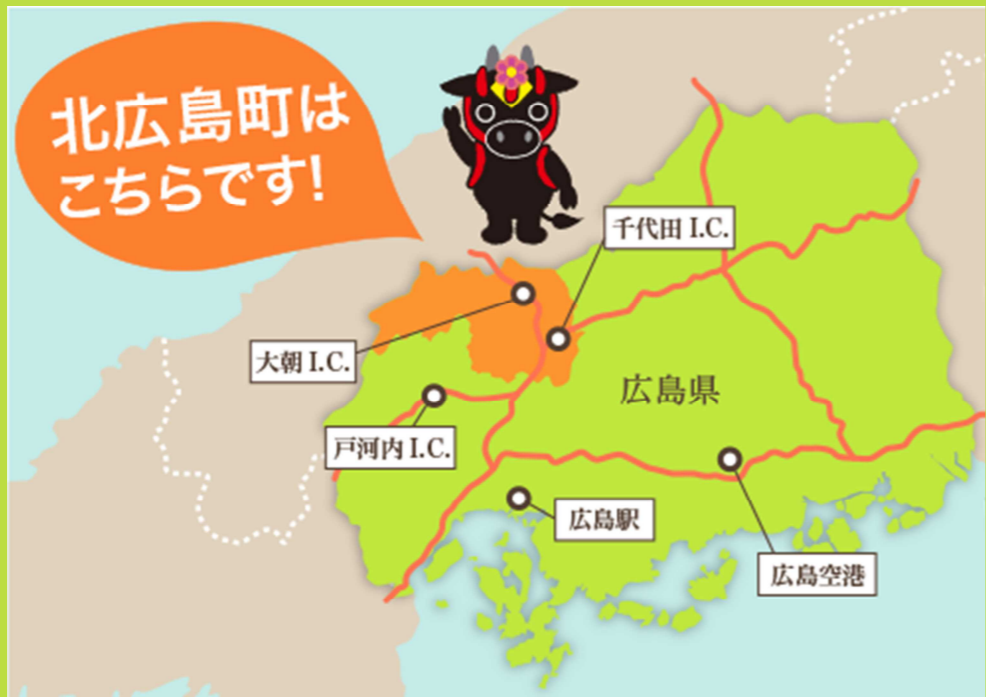 北広島町は
こちらです!
千代田 I.C.
大朝 I.C.
広島県
戸河内 I.C.
広島駅
広島空港